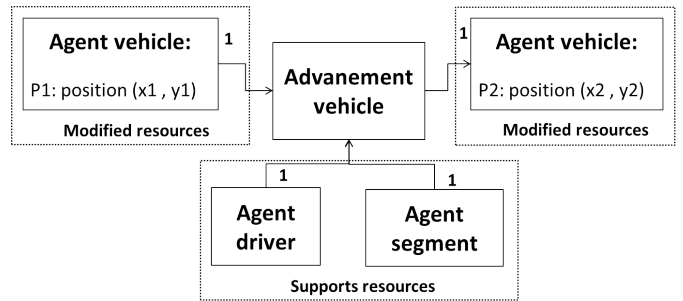 Agent vehicle:
1
P1: position (x1 , y1)
Modified resources
Advanement
vehicle
1
Agent vehicle:
P2: position (x2 , y2)
Modified resources
1
1
Agent
driver
Agent
segment
Supports resources